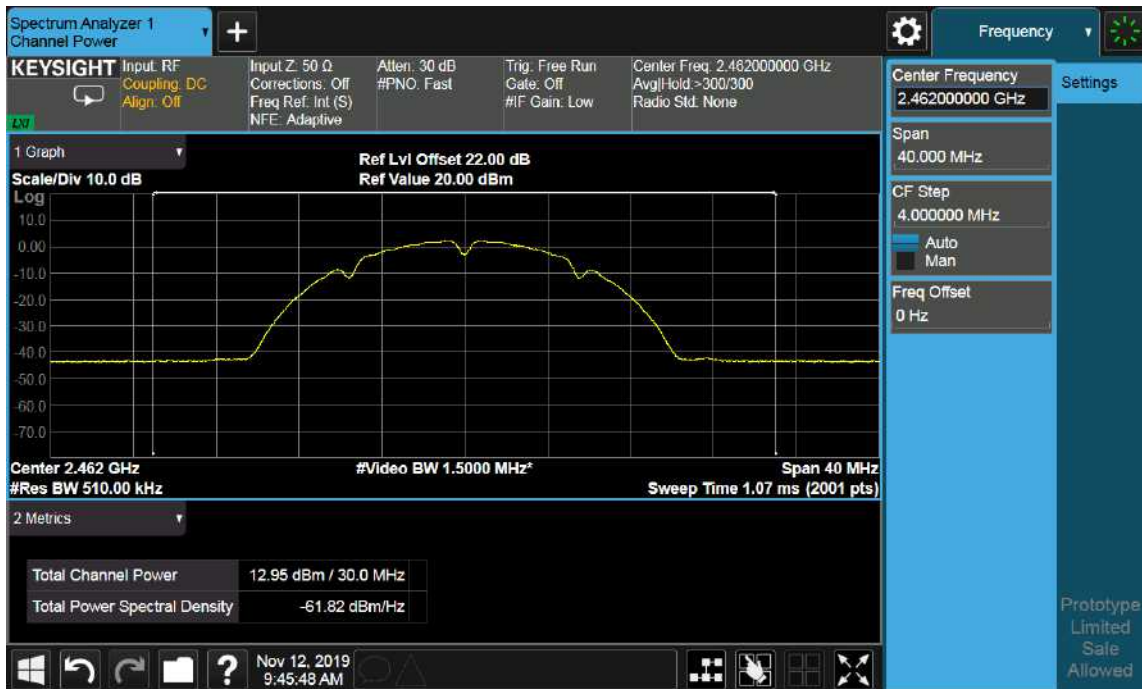 Spectrum Analyzer 1
Channel Power
Frequency
KEYSIGHT
Input: RF
Coupling: DC
Align: Off
Input Z: 50 Ω
Corrections: Off
Freq Ref: Int (S)
NFE: Adaptive
Atten: 30 dB
#PNO: Fast
Trig: Free Run
Gate: Off
#IF Gain: Low
Center Freq: 2.462000000 GHz
Avg|Hold:>300/300
Radio Std: None
LXI
Center Frequency
2.462000000 GHz
Settings
Span
40.000 MHz
CF Step
4.000000 MHz
Auto
Man
Freq Offset
0 Hz
1 Graph
Ref Lvl Offset 22.00 dB
Scale/Div 10.0 dB
Ref Value 20.00 dBm
Log
10.0
0.00
-10.0
-20.0
-30.0
-40.0
-50.0
-60.0
-70.0
Center 2.462 GHz
#Video BW 1.5000 MHz*
Span 40 MHz
#Res BW 510.00 kHz
Sweep Time 1.07 ms (2001 pts)
2 Metrics
Total Channel Power
12.95 dBm / 30.0 MHz
Total Power Spectral Density
-61.82 dBm/Hz
Prototype
Limited
Sale
Allowed
?
Nov 12, 2019
9:45:48 AM